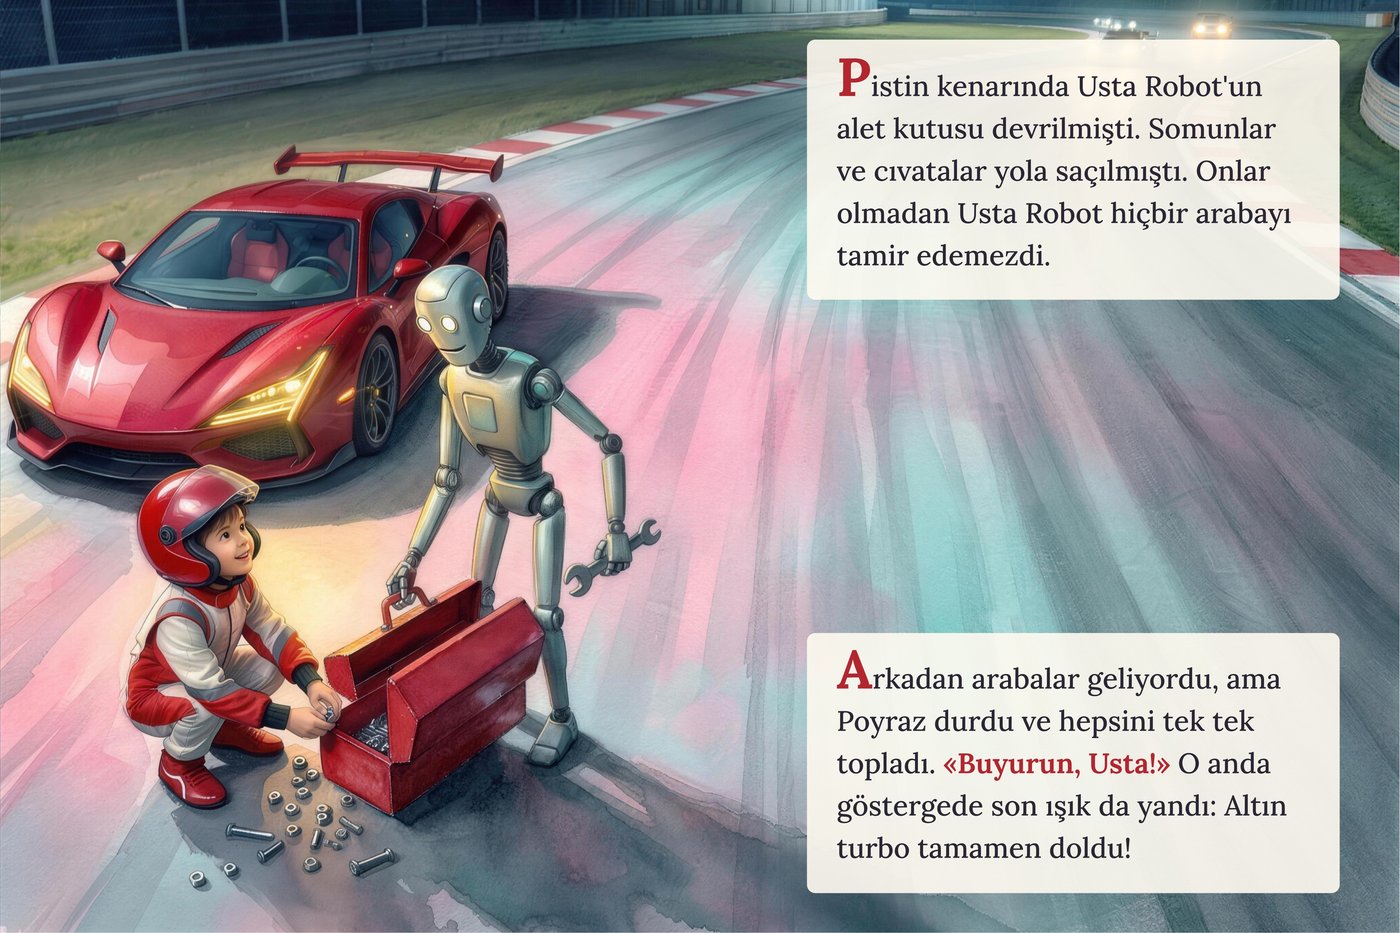 Pistin kenarında Usta Robot'un
alet kutusu devrilmişti. Somunlar
ve cıvatalar yola saçılmıştı. Onlar
olmadan Usta Robot hiçbir arabayı
tamir edemezdi.
Arkadan arabalar geliyordu, ama
Poyraz durdu ve hepsini tek tek
topladı. «Buyurun, Usta!» O anda
göstergede son ışık da yandı: Altın
turbo tamamen doldu!